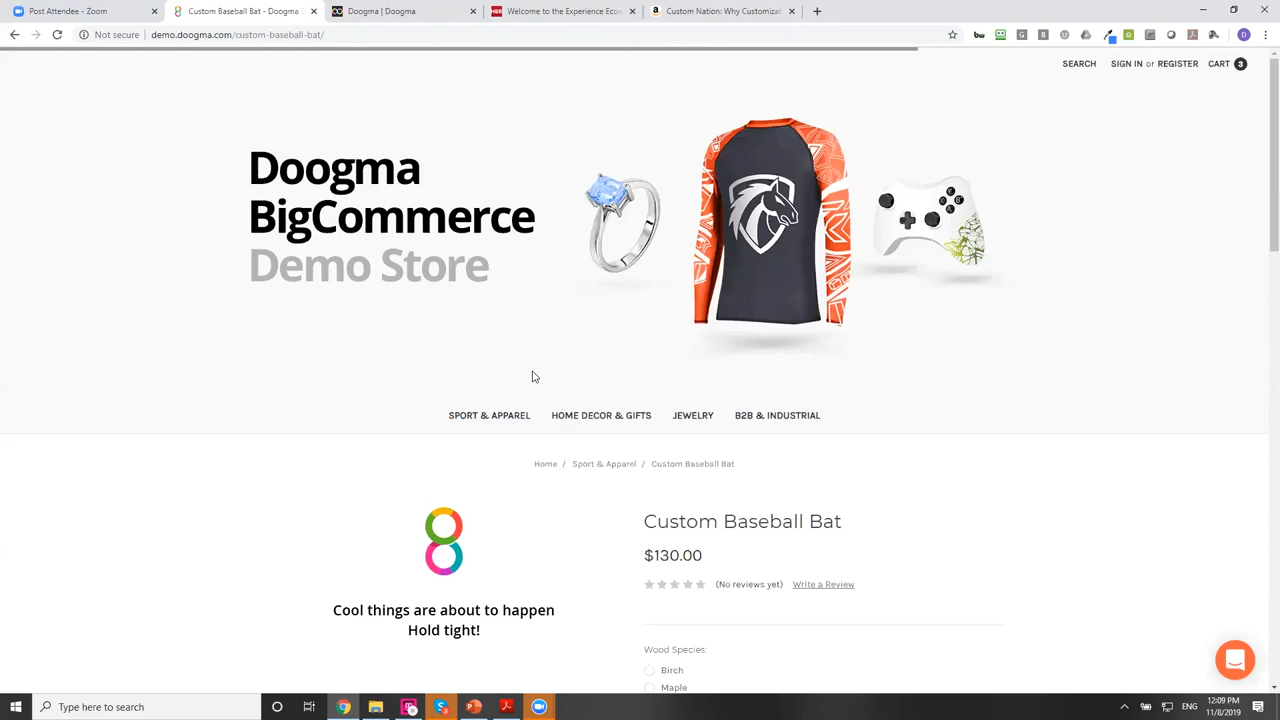 Post Attendee - Zoom
Custom Baseball Bat - Doogma
Doogma | Doogma
Welcome to the Experience Eco
Custom Nation: Why Customizat
Not secure | demo.doogma.com/custom-baseball-bat/
SEARCH SIGN IN or REGISTER CART 3
Doogma
BigCommerce
Demo Store
SPORT & APPAREL HOME DECOR & GIFTS JEWELRY B2B & INDUSTRIAL
Home / Sport & Apparel / Custom Baseball Bat
Custom Baseball Bat
$130.00
(No reviews yet) Write a Review
Cool things are about to happen
Hold tight!
Wood Species:
Birch
Maple
Type here to search
ENG
12:09 PM
11/8/2019